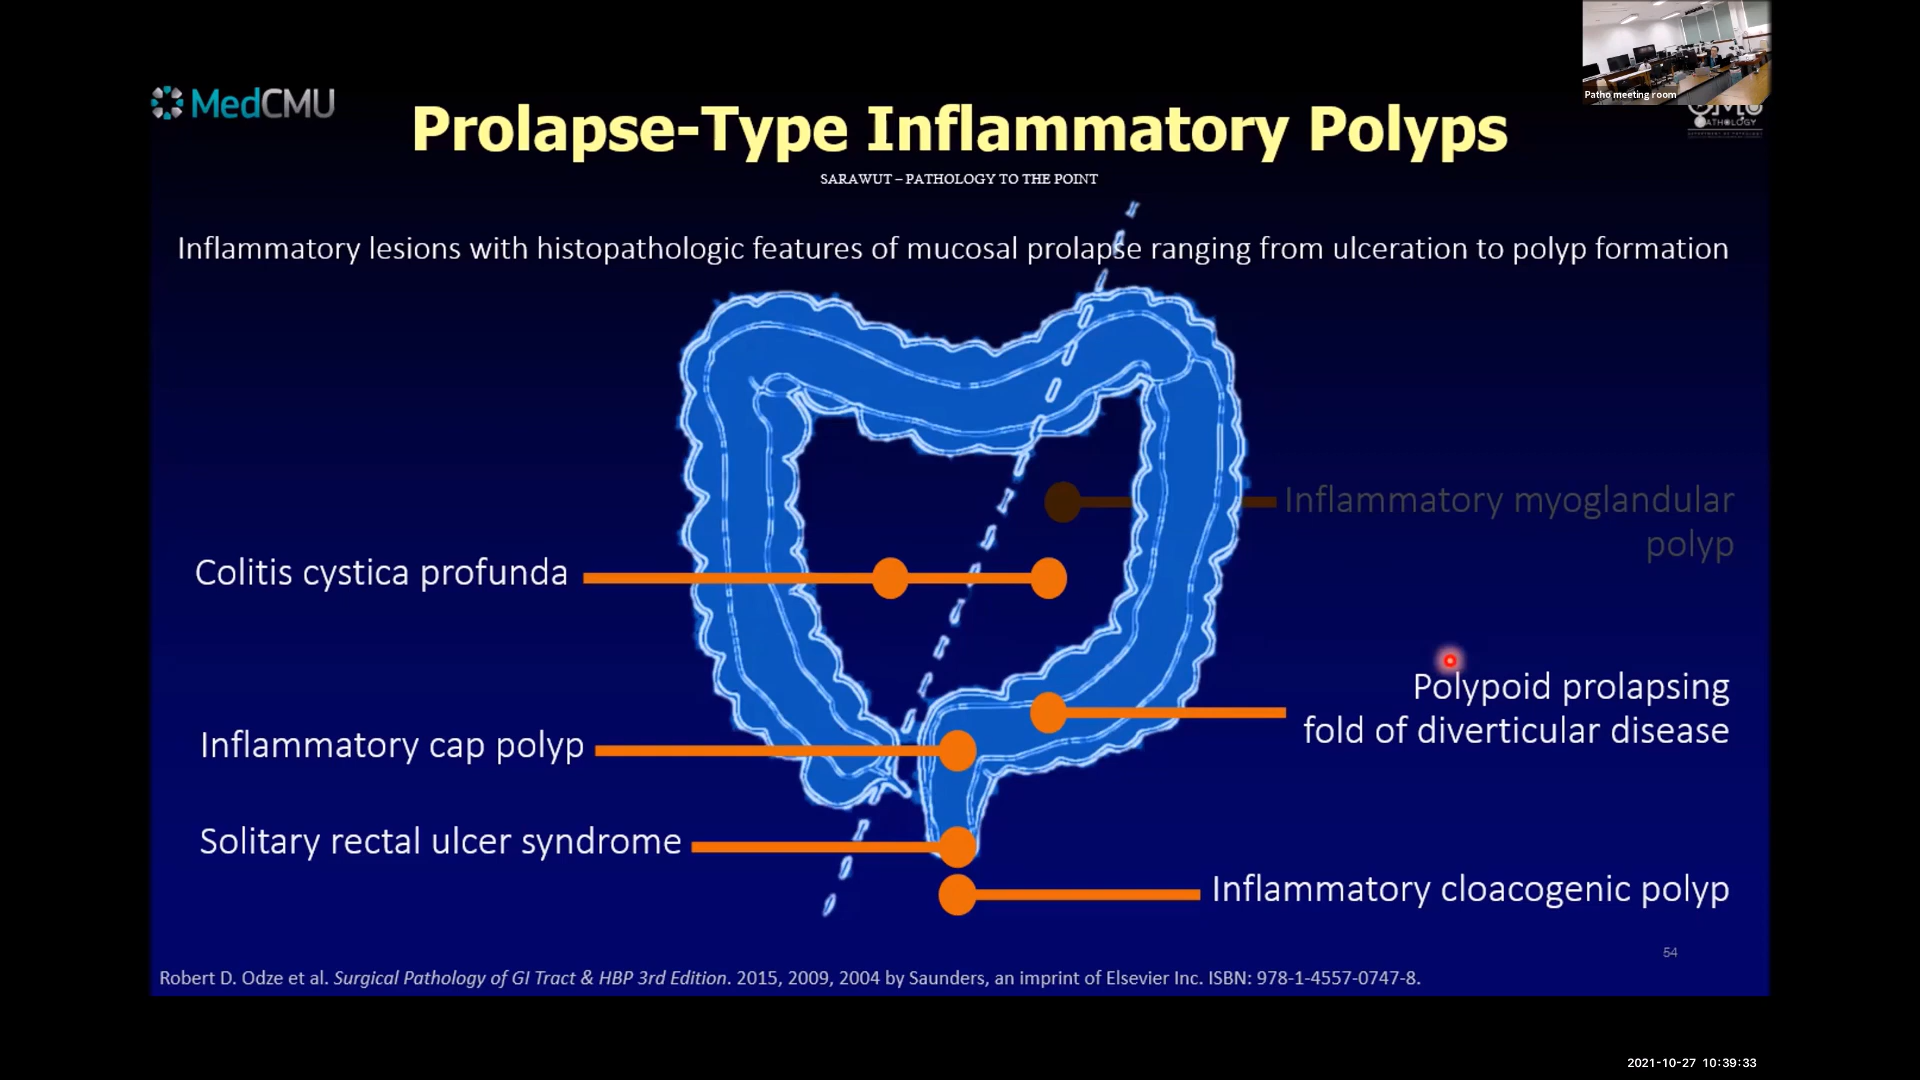 Patho meeting room
MedCMU
CMU
PATHOLOGY
Prolapse-Type Inflammatory Polyps
SARAWUT – PATHOLOGY TO THE POINT
Inflammatory lesions with histopathologic features of mucosal prolapse ranging from ulceration to polyp formation
Inflammatory myoglandular
polyp
Colitis cystica profunda
Polypoid prolapsing
fold of diverticular disease
Inflammatory cap polyp
Solitary rectal ulcer syndrome
Inflammatory cloacogenic polyp
54
Robert D. Odze et al. Surgical Pathology of GI Tract & HBP 3rd Edition. 2015, 2009, 2004 by Saunders, an imprint of Elsevier Inc. ISBN: 978-1-4557-0747-8.
2021-10-27 10:39:33